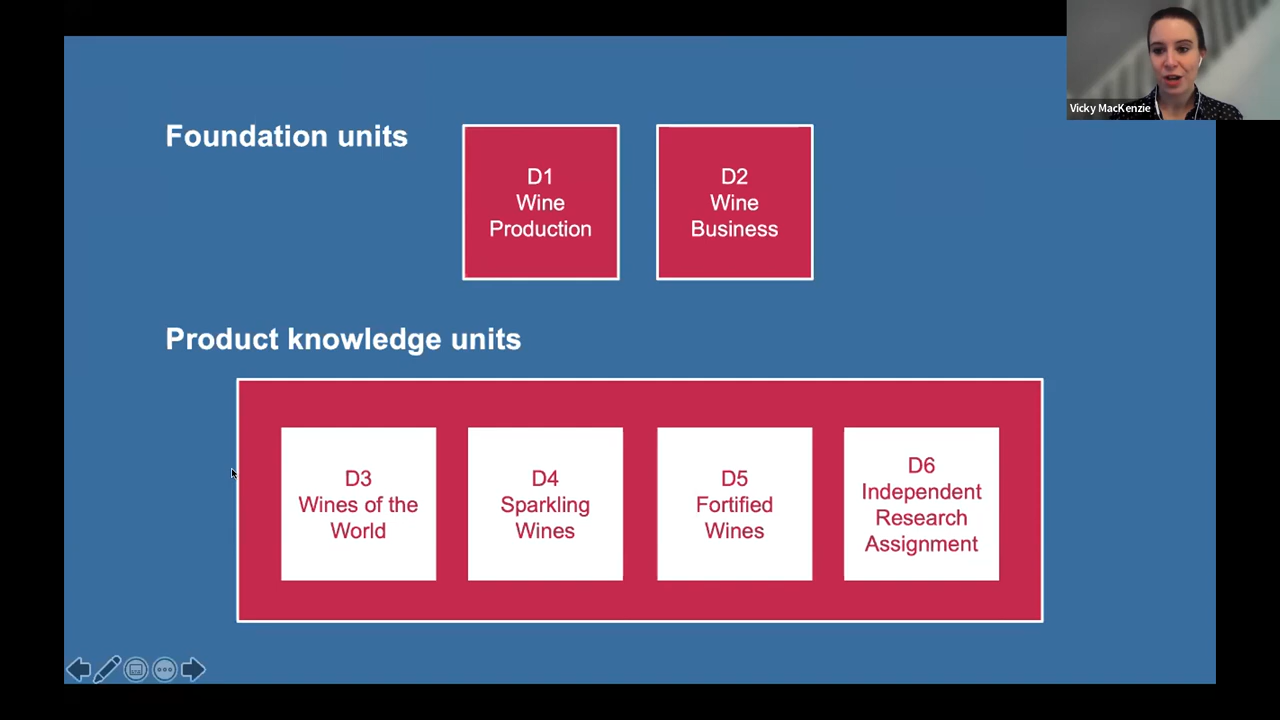 Vicky MacKenzie
Foundation units
D1
Wine
Production
D2
Wine
Business
Product knowledge units
D3
Wines of the
World
D4
Sparkling
Wines
D5
Fortified
Wines
D6
Independent
Research
Assignment